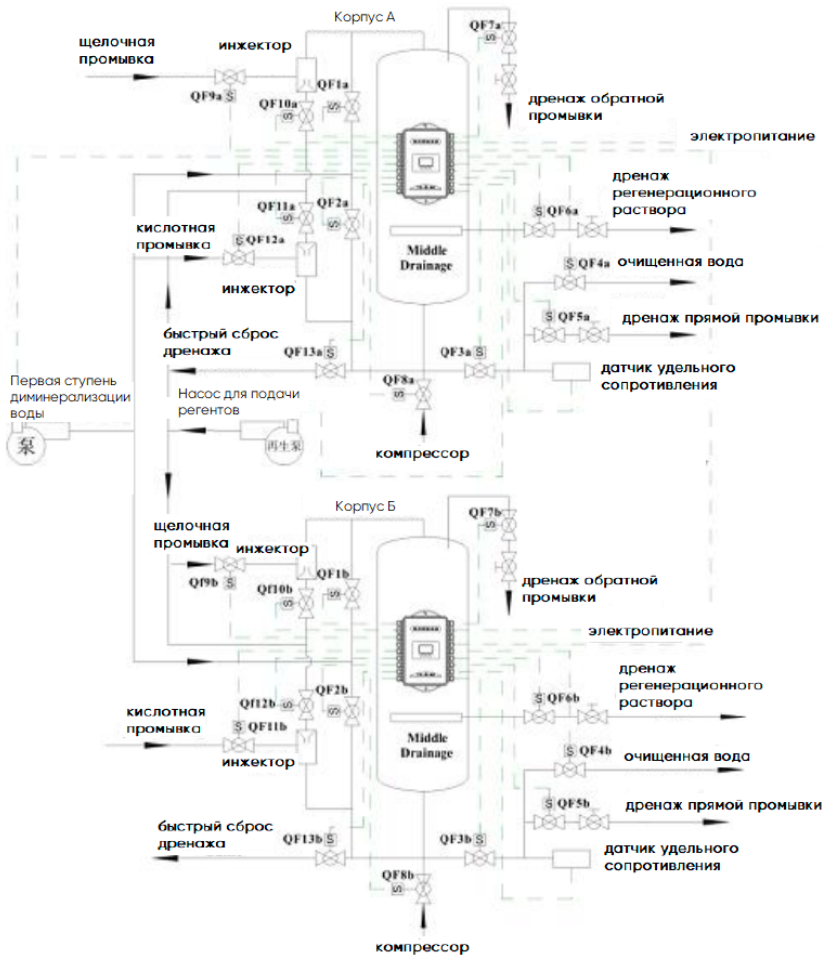 Корпус А
QF7a
щелочная
промывка
инжектор
QF9a
S
QF10a
S
QF1a
S
S
дренаж обратной
промывки
электропитание
QF11a
S
QF2a
S
кислотная
промывка
QF12a
S
инжектор
Middle
Drainage
S
QF6a
дренаж
регенерационного
раствора
S
QF4a
очищенная вода
S
QF5a
дренаж прямой промывки
быстрый сброс
дренажа
QF13a
S
QF3a
S
датчик удельного
сопротивления
QF8a
S
Первая ступень
диминерализации
воды
泵
Насос для подачи
регентов
再生泵
компрессор
Корпус Б
QF7b
S
щелочная
промывка
инжектор
Qf9b
S
Qf10b
S
QF1b
S
дренаж обратной
промывки
электропитание
Qf12b
S
QF2b
S
кислотная
промывка
S
QF11b
инжектор
Middle
Drainage
S
QF6b
дренаж
регенерационного
раствора
S
QF4b
очищенная вода
S
QF5b
дренаж прямой промывки
быстрый сброс
дренажа
QF13b
S
QF3b
S
датчик удельного
сопротивления
QF8b
S
компрессор